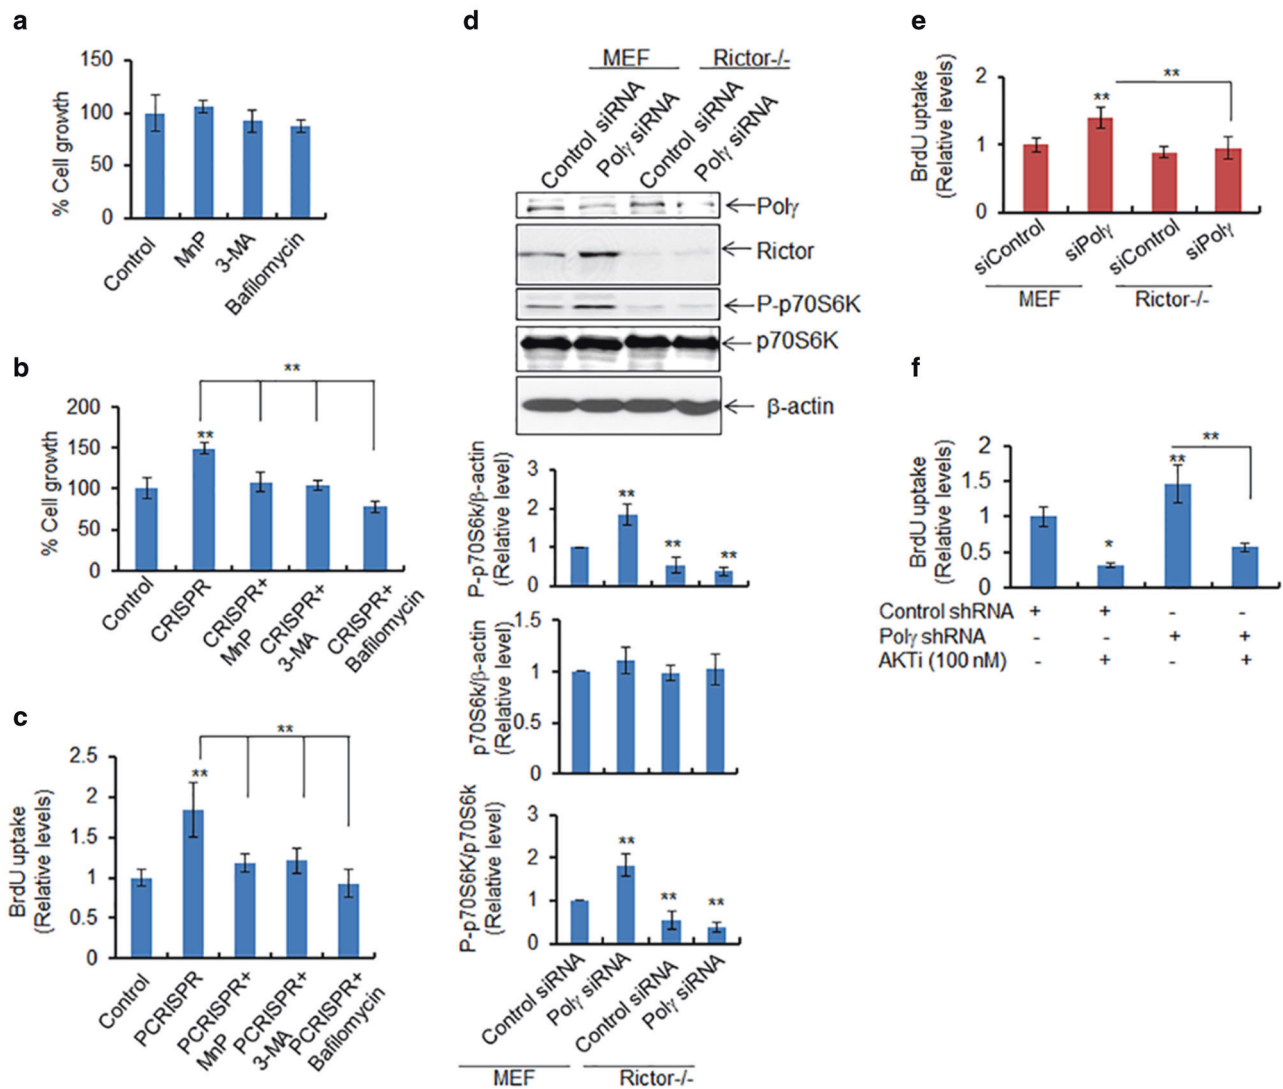 a
150
100
50
0
% Cell growth
Control
MnP
3-MA
Bafilomycin
b
**
200
150
100
50
0
% Cell growth
**
Control
CRISPR
CRISPR+
MnP
CRISPR+
3-MA
CRISPR+
Bafilomycin
c
**
2.5
2
1.5
1
0.5
0
BrdU uptake
(Relative levels)
**
Control
PCRISPR
PCRISPR+
MnP
PCRISPR+
3-MA
PCRISPR+
Bafilomycin
d
MEF
Rictor-/-
Control siRNA
Polγ siRNA
Control siRNA
Polγ siRNA
Polγ
Rictor
P-p70S6K
p70S6K
β-actin
3
2
1
0
P-p70S6k/β-actin
(Relative level)
**
**
**
1.5
1
0.5
0
p70S6k/β-actin
(Relative level)
3
2
1
0
P-p70S6K/p70S6k
(Relative level)
**
**
**
Control siRNA
Polγ siRNA
Control siRNA
Polγ siRNA
MEF
Rictor-/-
e
2
1
0
BrdU uptake
(Relative levels)
**
**
siControl
siPolγ
siControl
siPolγ
MEF
Rictor-/-
f
2
1.5
1
0.5
0
BrdU uptake
(Relative levels)
*
**
**
Control shRNA + + - -
Polγ shRNA - - + +
AKTi (100 nM) - + - +